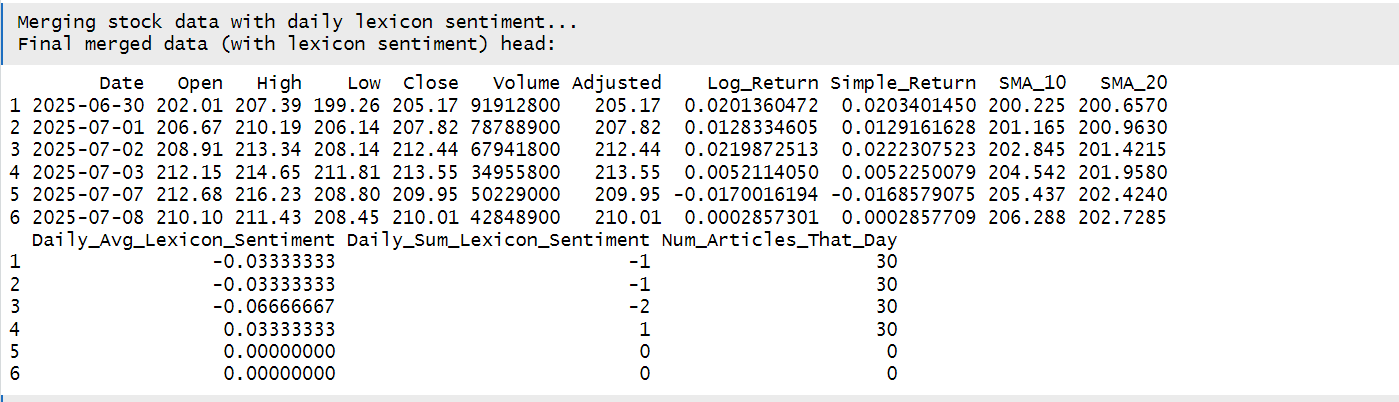 Merging stock data with daily lexicon sentiment...
Final merged data (with lexicon sentiment) head:
Date Open High Low Close Volume Adjusted Log_Return Simple_Return SMA_10 SMA_20
1 2025-06-30 202.01 207.39 199.26 205.17 91912800 205.17 0.0201360472 0.0203401450 200.225 200.6570
2 2025-07-01 206.67 210.19 206.14 207.82 78788900 207.82 0.0128334605 0.0129161628 201.165 200.9630
3 2025-07-02 208.91 213.34 208.14 212.44 67941800 212.44 0.0219872513 0.0222307523 202.845 201.4215
4 2025-07-03 212.15 214.65 211.81 213.55 34955800 213.55 0.0052114050 0.0052250079 204.542 201.9580
5 2025-07-07 212.68 216.23 208.80 209.95 50229000 209.95 -0.0170016194 -0.0168579075 205.437 202.4240
6 2025-07-08 210.10 211.43 208.45 210.01 42848900 210.01 0.0002857301 0.0002857709 206.288 202.7285
Daily_Avg_Lexicon_Sentiment Daily_Sum_Lexicon_Sentiment Num_Articles_That_Day
1 -0.03333333 -1 30
2 -0.03333333 -1 30
3 -0.06666667 -2 30
4 0.03333333 1 30
5 0.00000000 0 0
6 0.00000000 0 0